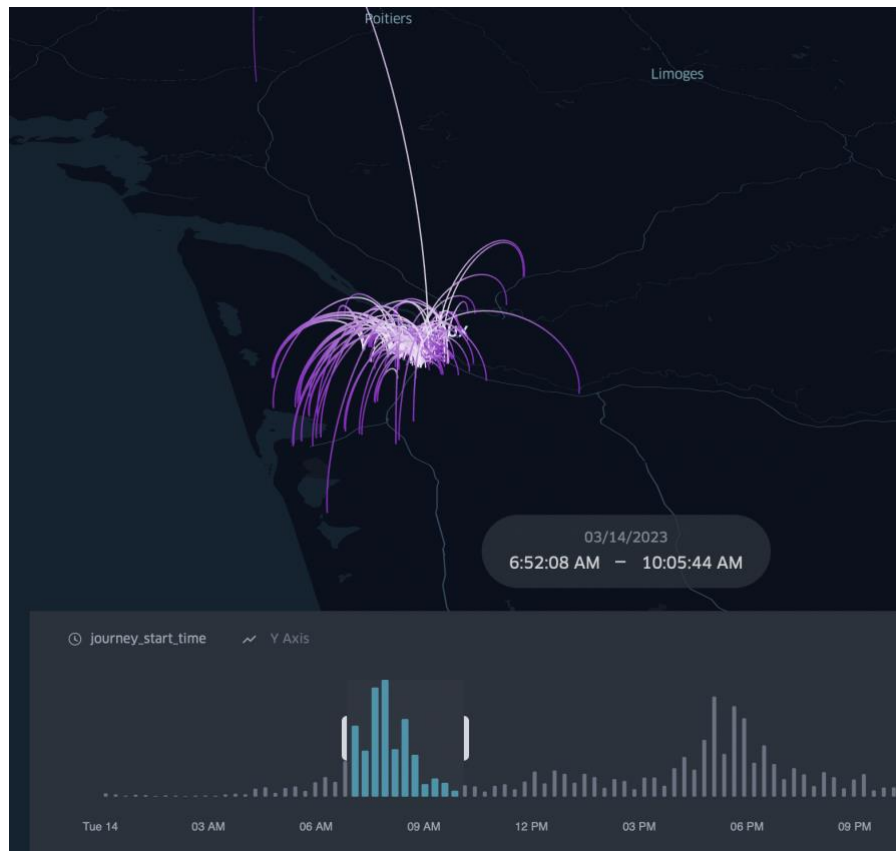 Poitiers
Limoges
03/14/2023
6:52:08 AM – 10:05:44 AM
journey_start_time Y Axis
Tue 14 03 AM 06 AM 09 AM 12 PM 03 PM 06 PM 09 PM